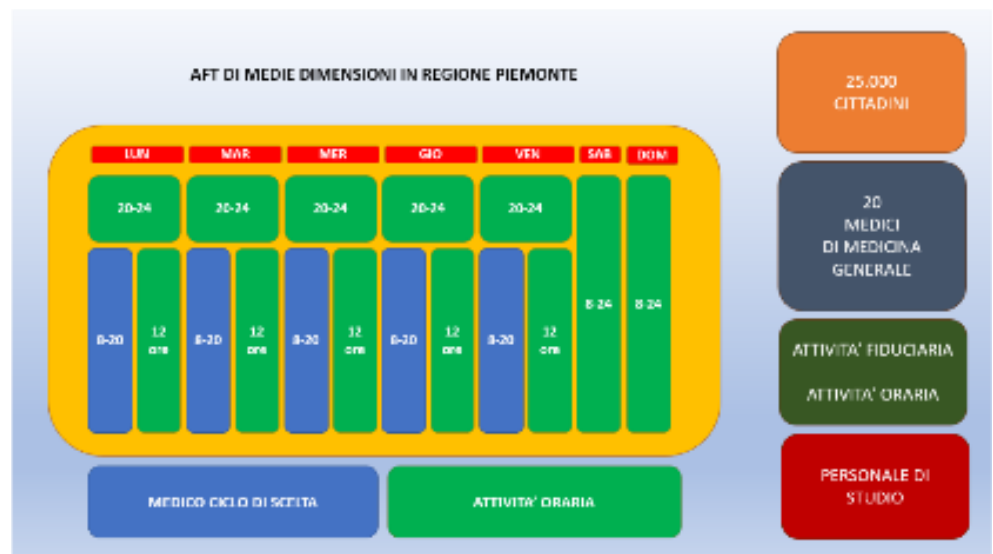 AFT DI MEDIE DIMENSIONI IN REGIONE PIEMONTE
LUN MAR MER GIO VEN SAB DOM
20-24 20-24 20-24 20-24 20-24
8-20 12 ore 8-20 12 ore 8-20 12 ore 8-20 12 ore 8-20 12 ore 8-24 8-24
MEDICO CICLO DI SCELTA
ATTIVITA' ORARIA
25.000
CITTADINI
20
MEDICI
DI MEDICINA
GENERALE
ATTIVITA' FIDUCIARIA
ATTIVITA' ORARIA
PERSONALE DI
STUDIO